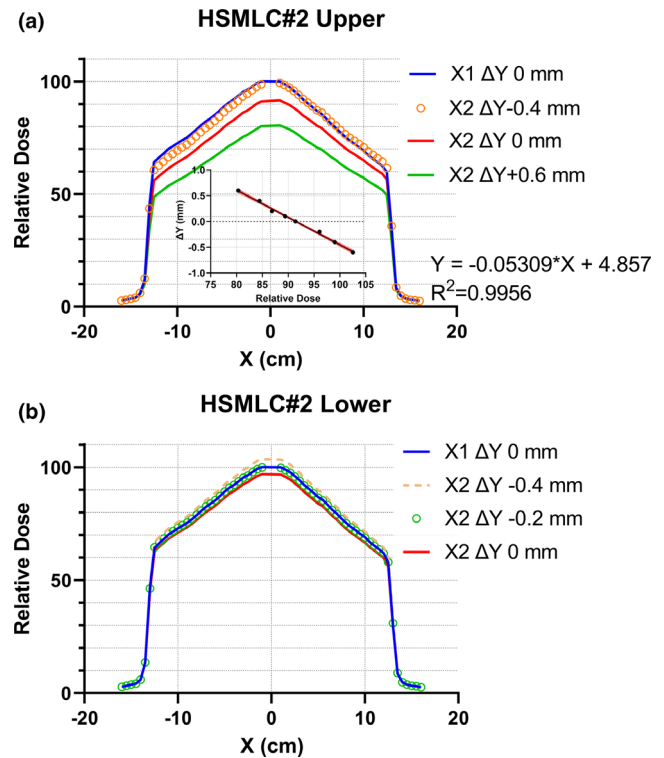 (a)
HSMLC#2 Upper
Relative Dose
100
50
0
-20
-10
0
10
20
X (cm)
X1 ΔY 0 mm
X2 ΔY-0.4 mm
X2 ΔY 0 mm
X2 ΔY+0.6 mm
ΔY (mm)
1.0
0.5
0.0
-0.5
-1.0
75
80
85
90
95
100
105
Relative Dose
Y = -0.05309*X + 4.857
R²=0.9956
(b)
HSMLC#2 Lower
Relative Dose
100
50
0
-20
-10
0
10
20
X (cm)
X1 ΔY 0 mm
X2 ΔY -0.4 mm
X2 ΔY -0.2 mm
X2 ΔY 0 mm